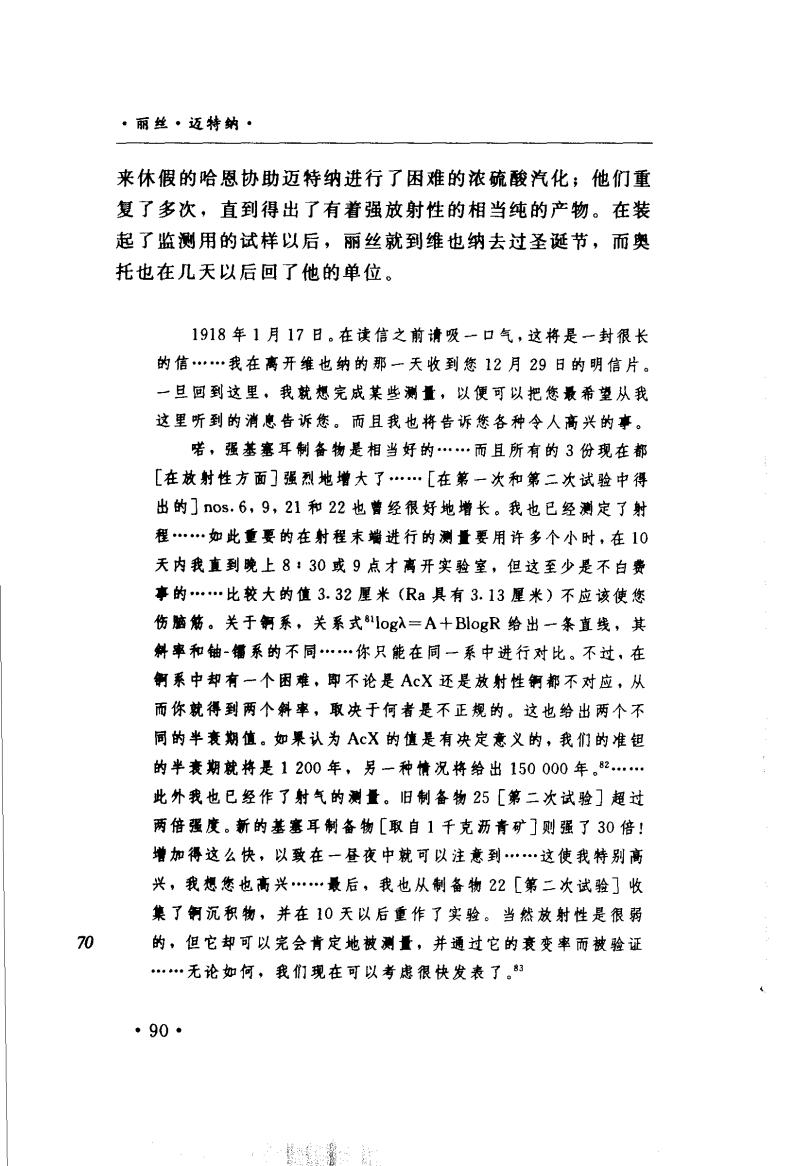 ·丽丝·迈特纳·
来休假的哈恩协助迈特纳进行了困难的浓硫酸汽化；他们重
复了多次，直到得出了有着强放射性的相当纯的产物。在装
起了监测用的试样以后，丽丝就到维也纳去过圣诞节，而奥
托也在几天以后回了他的单位。
1918年1月17日。在读信之前请吸一口气，这将是一封很长
的信……我在离开维也纳的那一天收到您12月29日的明信片。
一旦回到这里，我就想完成某些测量，以便可以把您最希望从我
这里听到的消息告诉您。而且我也将告诉您各种令人高兴的事。
喏，强基塞耳制备物是相当好的……而且所有的3份现在都
[在放射性方面]强烈地增大了……[在第一次和第二次试验中得
出的]nos.6，9，21和22也曾经很好地增长。我也已经测定了射
程……如此重要的在射程末端进行的测量要用许多个小时，在10
天内我直到晚上8：30或9点才离开实验室，但这至少是不白费
事的……比较大的值3.32厘米（Ra具有3.13厘米）不应该使您
伤脑筋。关于锕系，关系式⁸¹logλ=A+BlogR给出一条直线，其
斜率和铀-镭系的不同……你只能在同一系中进行对比。不过，在
锕系中却有一个困难，即不论是AcX还是放射性锕都不对应，从
而你就得到两个斜率，取决于何者是不正规的。这也给出两个不
同的半衰期值。如果认为AcX的值是有决定意义的，我们的准钽
的半衰期就将是1 200年，另一种情况将给出150 000年。⁸²……
此外我也已经作了射气的测量。旧制备物25[第二次试验]超过
两倍强度。新的基塞耳制备物[取自1千克沥青矿]则强了30倍！
增加得这么快，以致在一昼夜中就可以注意到……这使我特别高
兴，我想您也高兴……最后，我也从制备物22[第二次试验]收
集了锕沉积物，并在10天以后重作了实验。当然放射性是很弱
的，但它却可以完会肯定地被测量，并通过它的衰变率而被验证
……无论如何，我们现在可以考虑很快发表了。⁸³
70
·90·